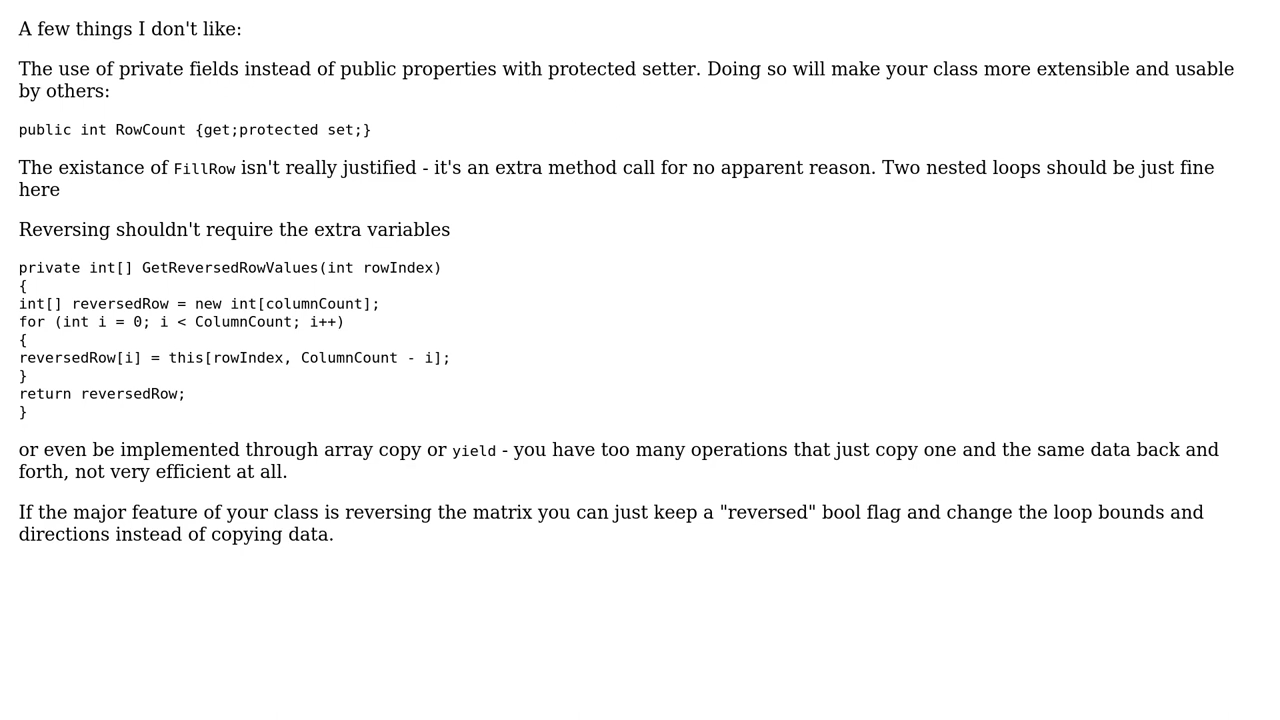 A few things I don't like:
The use of private fields instead of public properties with protected setter. Doing so will make your class more extensible and usable
by others:
public int RowCount {get;protected set;}
The existance of FillRow isn't really justified - it's an extra method call for no apparent reason. Two nested loops should be just fine
here
Reversing shouldn't require the extra variables
private int[] GetReversedRowValues(int rowIndex)
{
int[] reversedRow = new int[columnCount];
for (int i = 0; i < ColumnCount; i++)
{
reversedRow[i] = this[rowIndex, ColumnCount - i];
}
return reversedRow;
}
or even be implemented through array copy or yield - you have too many operations that just copy one and the same data back and
forth, not very efficient at all.
If the major feature of your class is reversing the matrix you can just keep a "reversed" bool flag and change the loop bounds and
directions instead of copying data.